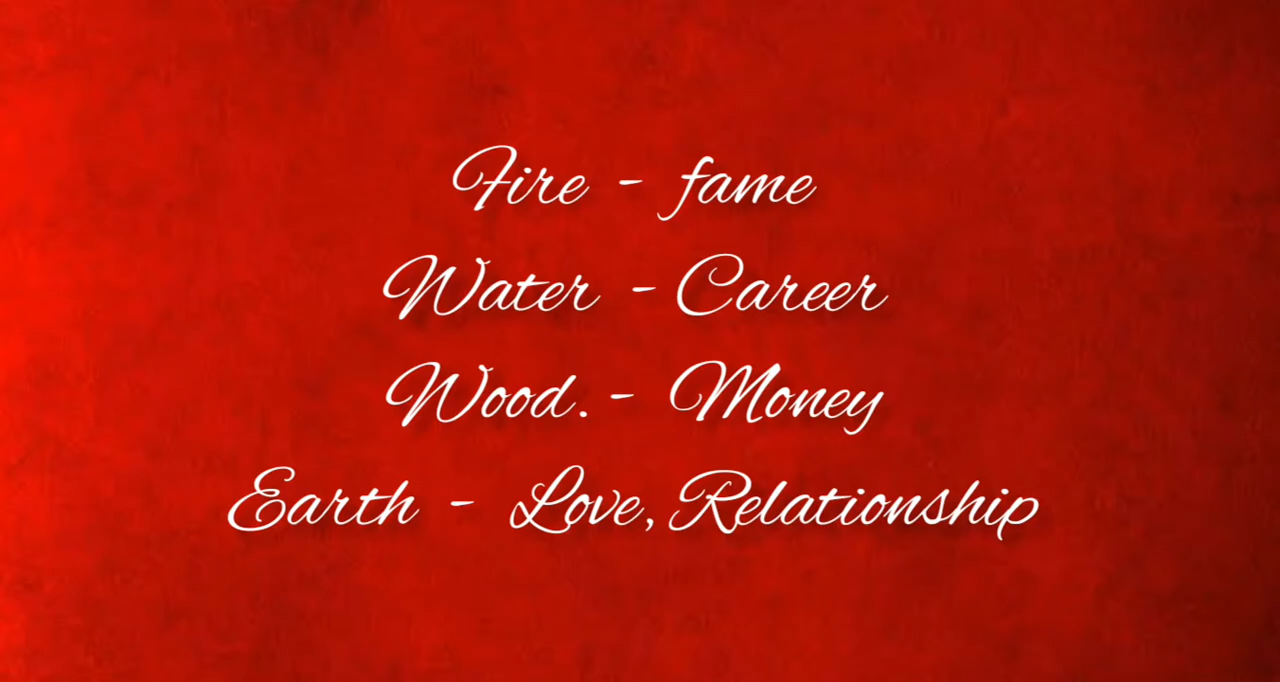 Fire - fame
Water - Career
Wood. - Money
Earth - Love, Relationship